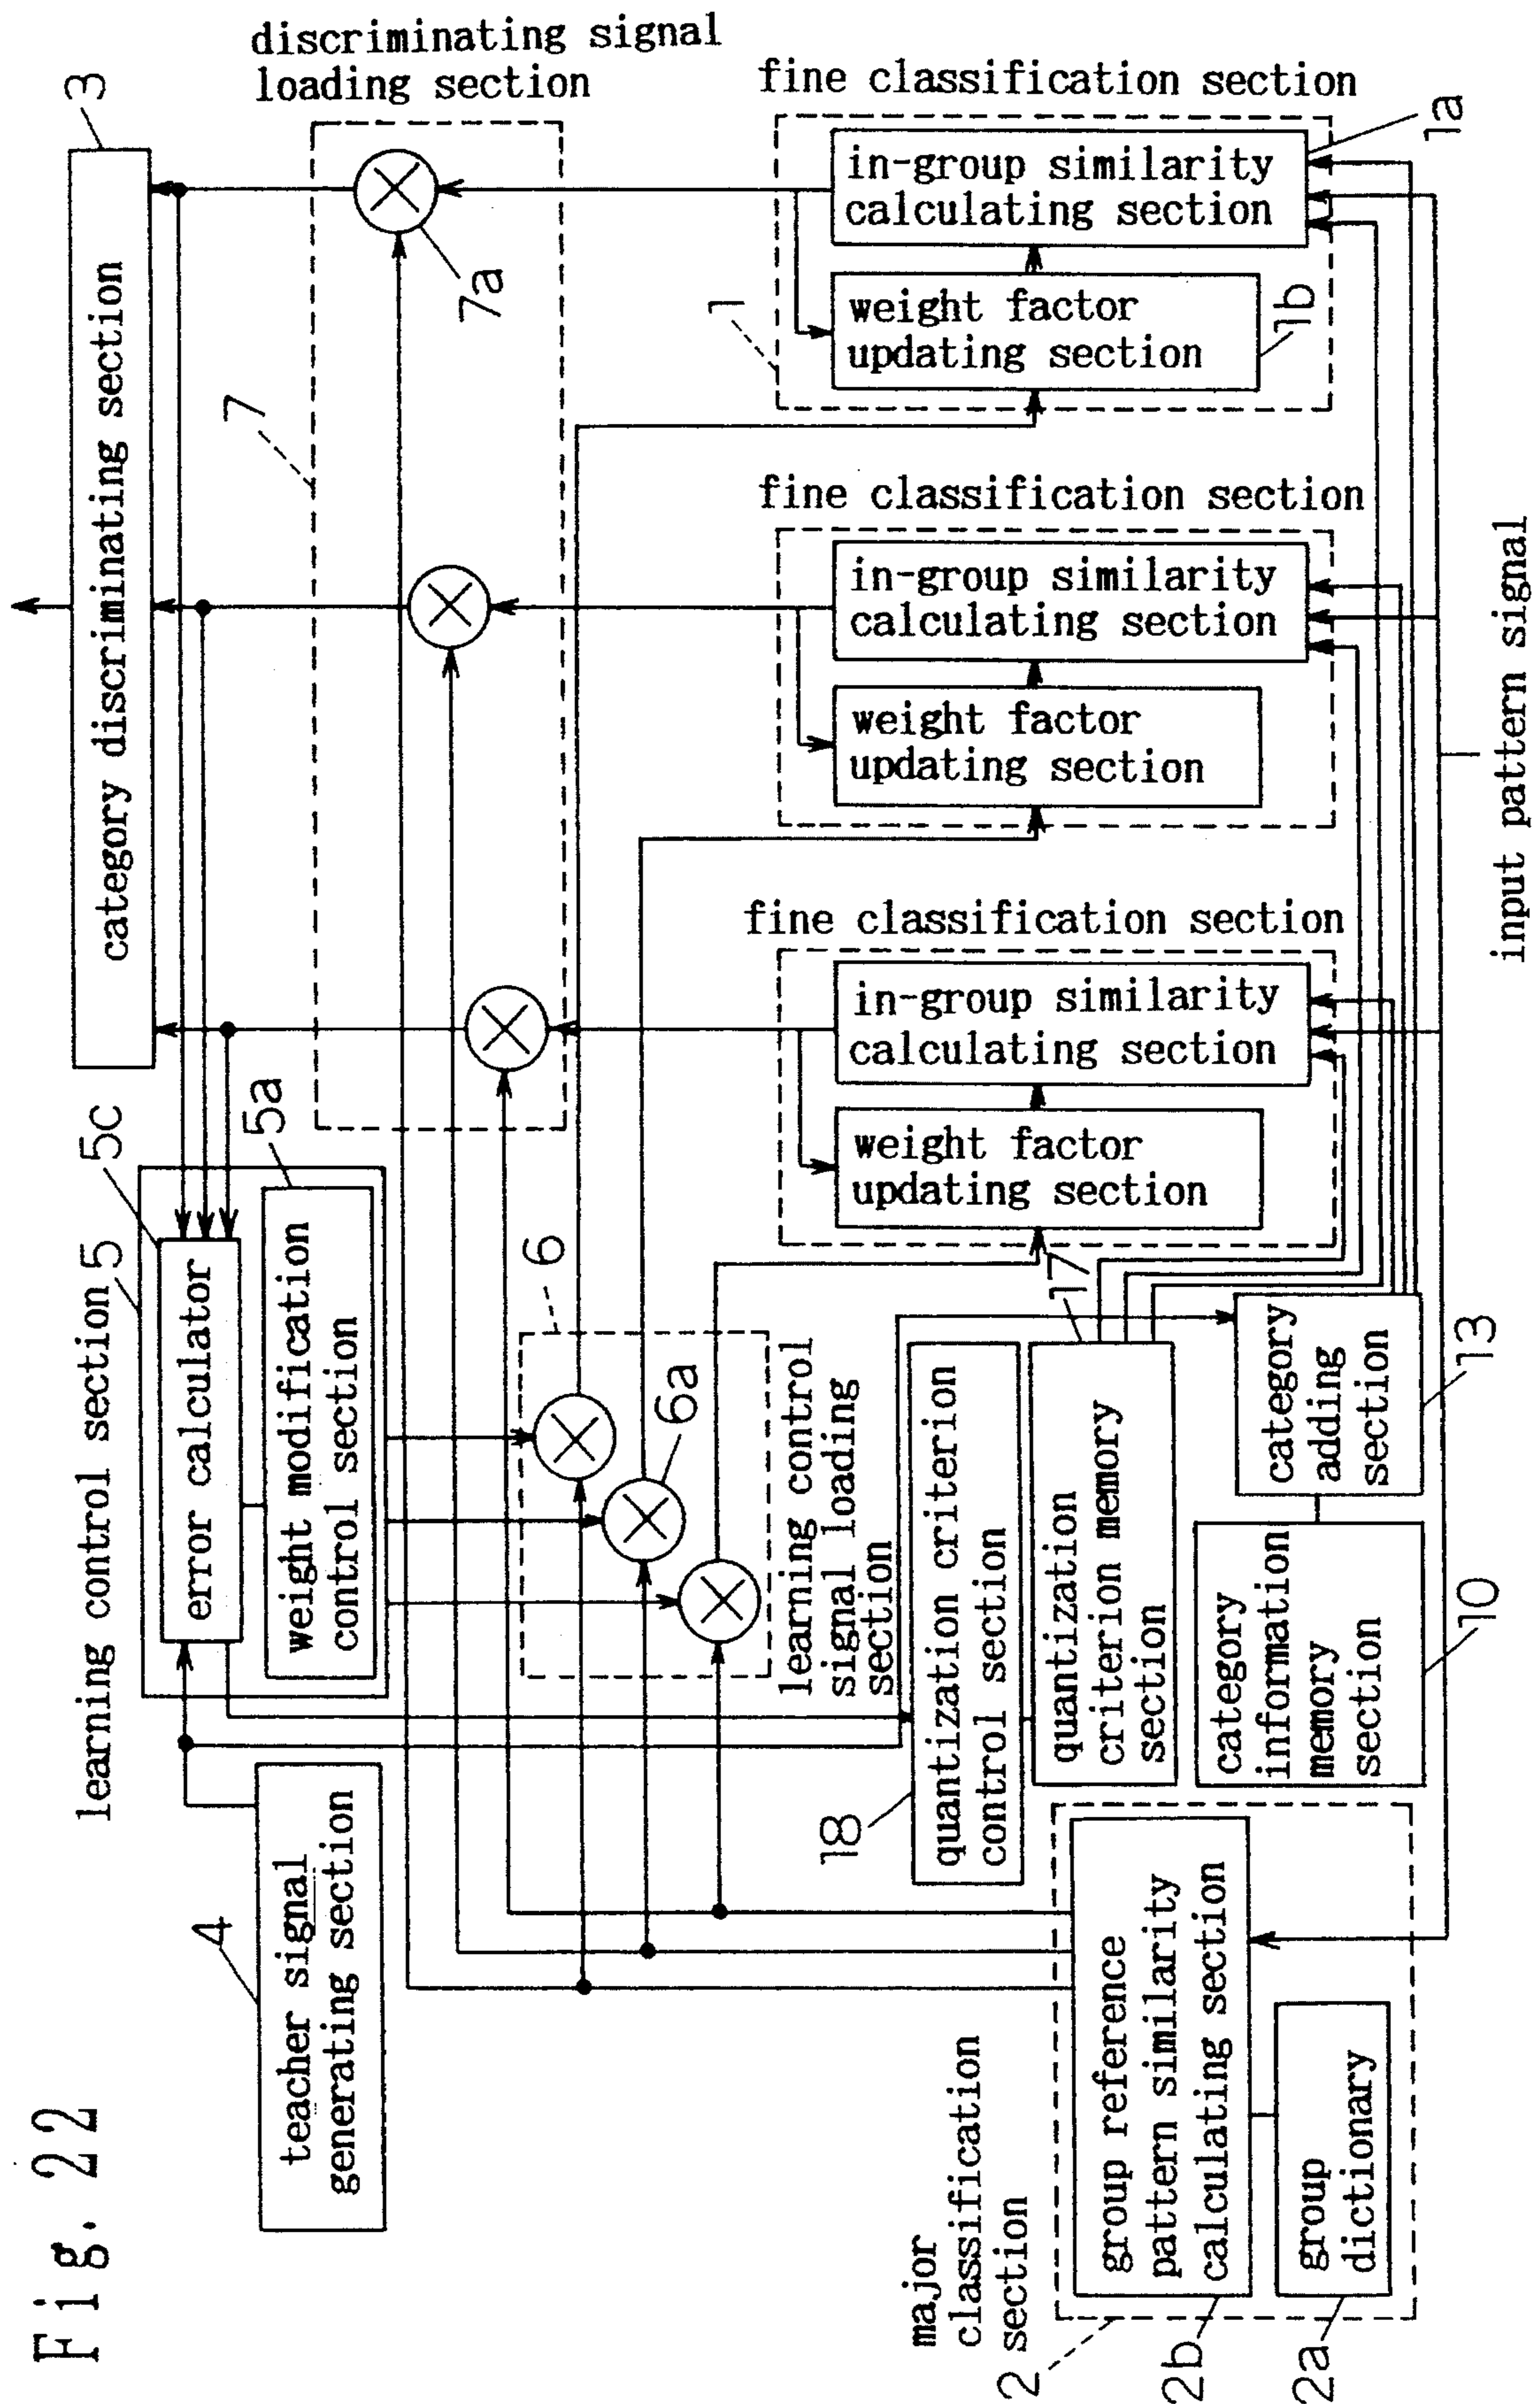 Fig. 22
3
category discriminating section
discriminating signal
loading section
7
7a
learning control section 5
5c
error calculator
5a
weight modification
control section
4
teacher signal
generating section
6
6a
learning control
signal loading
section
fine classification section
in-group similarity
calculating section
weight factor
updating section
fine classification section
in-group similarity
calculating section
weight factor
updating section
fine classification section
1
in-group similarity
calculating section
1a
weight factor
updating section
1b
18
quantization criterion
control section
17
quantization
criterion memory
section
category
adding
section
13
category
information
memory
section
10
major
classification
section
2
group reference
pattern similarity
calculating section
2b
group
dictionary
2a
input pattern signal